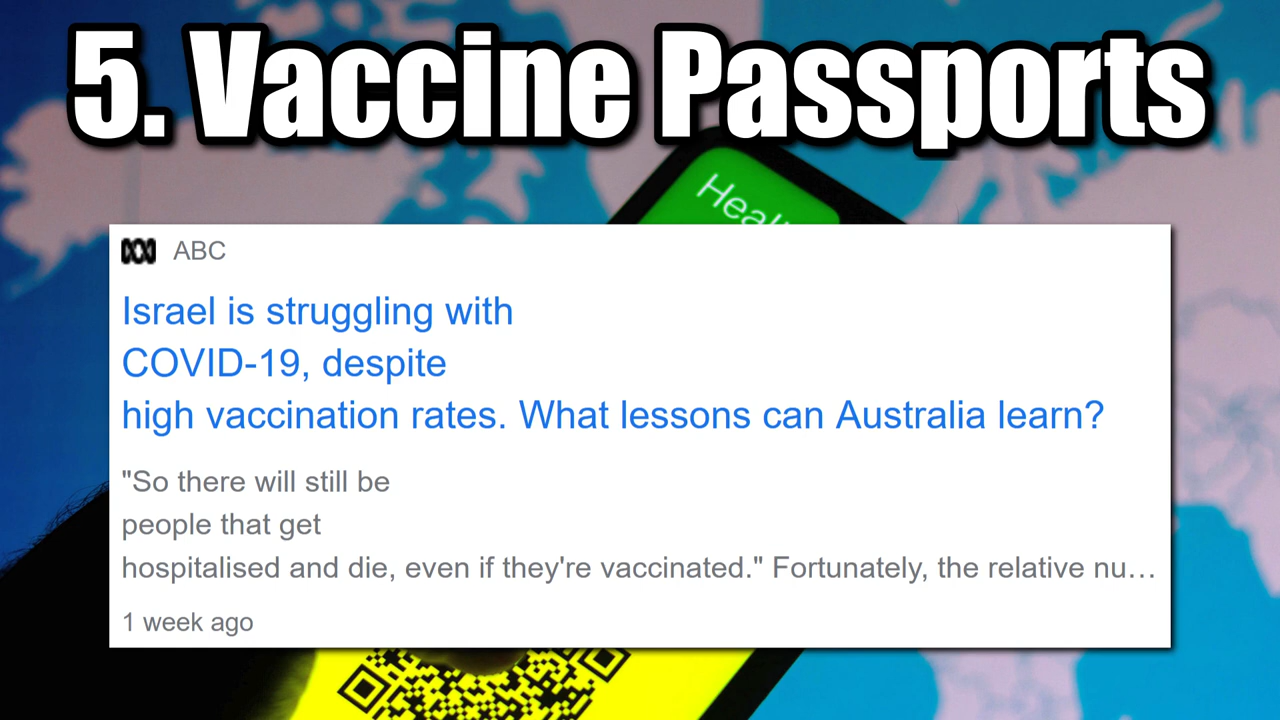 5. Vaccine Passports
Heal
ABC
Israel is struggling with
COVID-19, despite
high vaccination rates. What lessons can Australia learn?
"So there will still be
people that get
hospitalised and die, even if they're vaccinated." Fortunately, the relative nu…
1 week ago